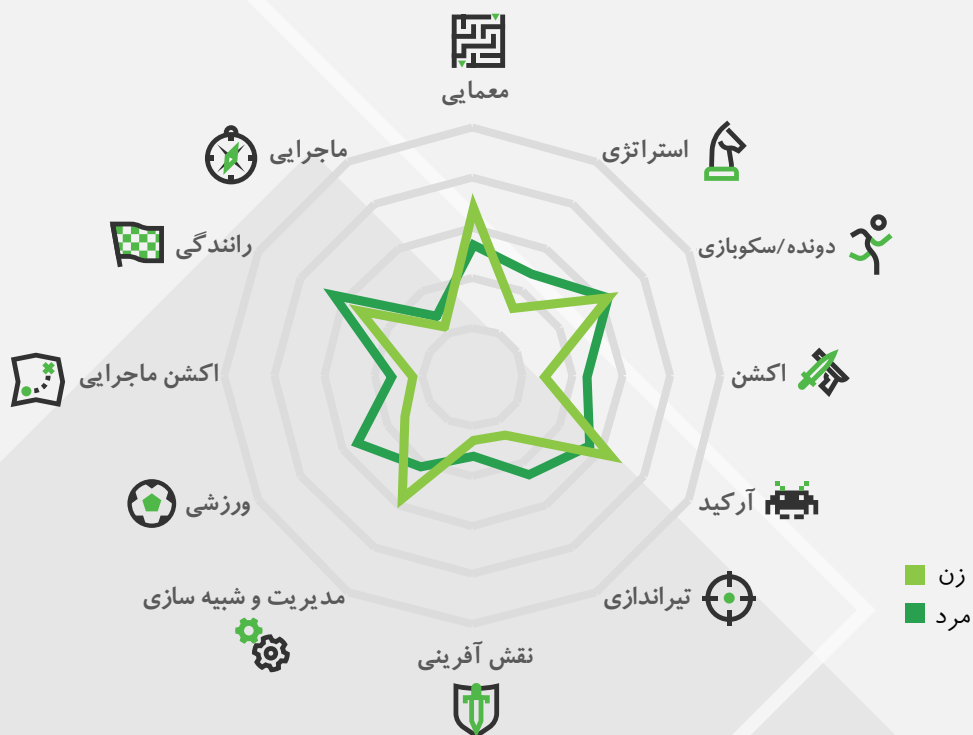 معمایی
استراتژی
ماجرایی
دونده/سکوبازی
رانندگی
اکشن
اکشن ماجرایی
آرکید
ورزشی
تیراندازی
مدیریت و شبیه سازی
نقش آفرینی
زن
مرد